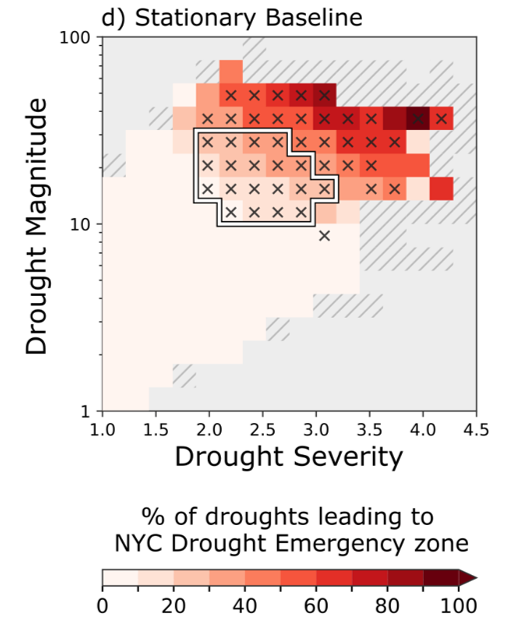 d) Stationary Baseline
100
10
1
Drought Magnitude
1.0 1.5 2.0 2.5 3.0 3.5 4.0 4.5
Drought Severity
% of droughts leading to
NYC Drought Emergency zone
0 20 40 60 80 100